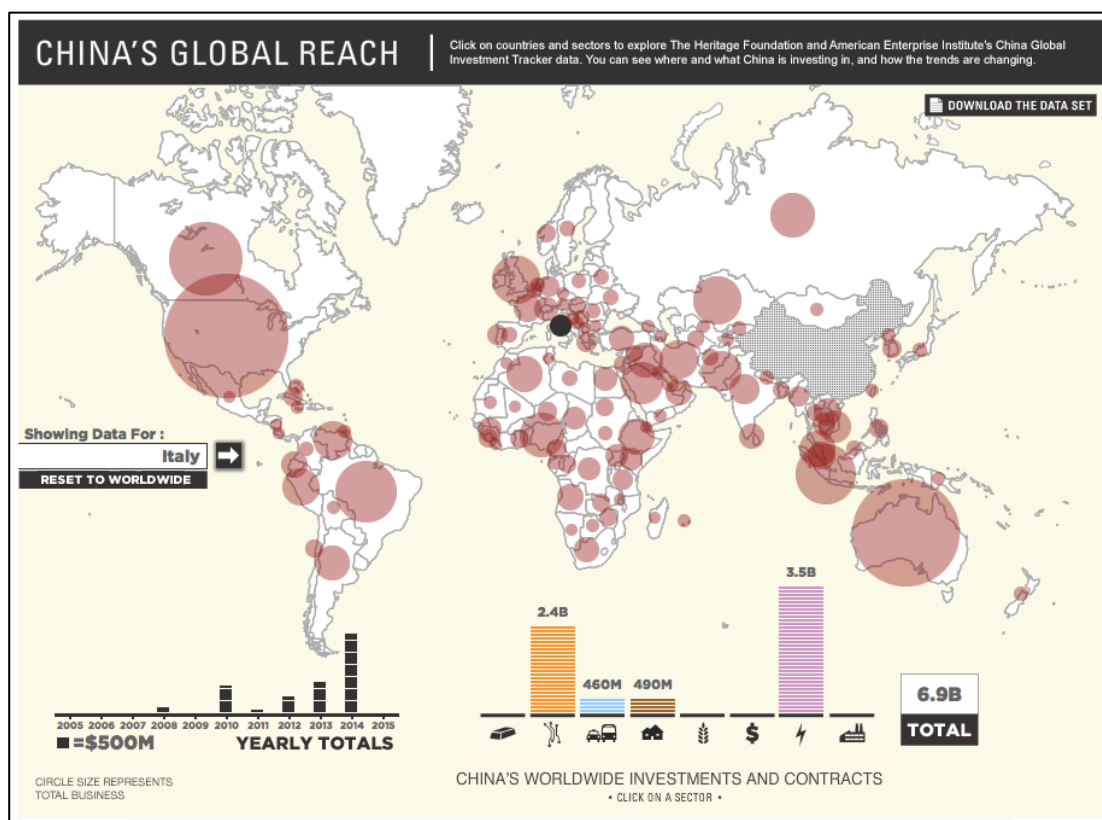 CHINA'S GLOBAL REACH
Click on countries and sectors to explore The Heritage Foundation and American Enterprise Institute's China Global
Investment Tracker data. You can see where and what China is investing in, and how the trends are changing.
DOWNLOAD THE DATA SET
Showing Data For :
Italy
RESET TO WORLDWIDE
2005 2006 2007 2008 2009 2010 2011 2012 2013 2014 2015
=$500M YEARLY TOTALS
CIRCLE SIZE REPRESENTS
TOTAL BUSINESS
2.4B
460M
490M
3.5B
$
6.9B
TOTAL
CHINA'S WORLDWIDE INVESTMENTS AND CONTRACTS
• CLICK ON A SECTOR •